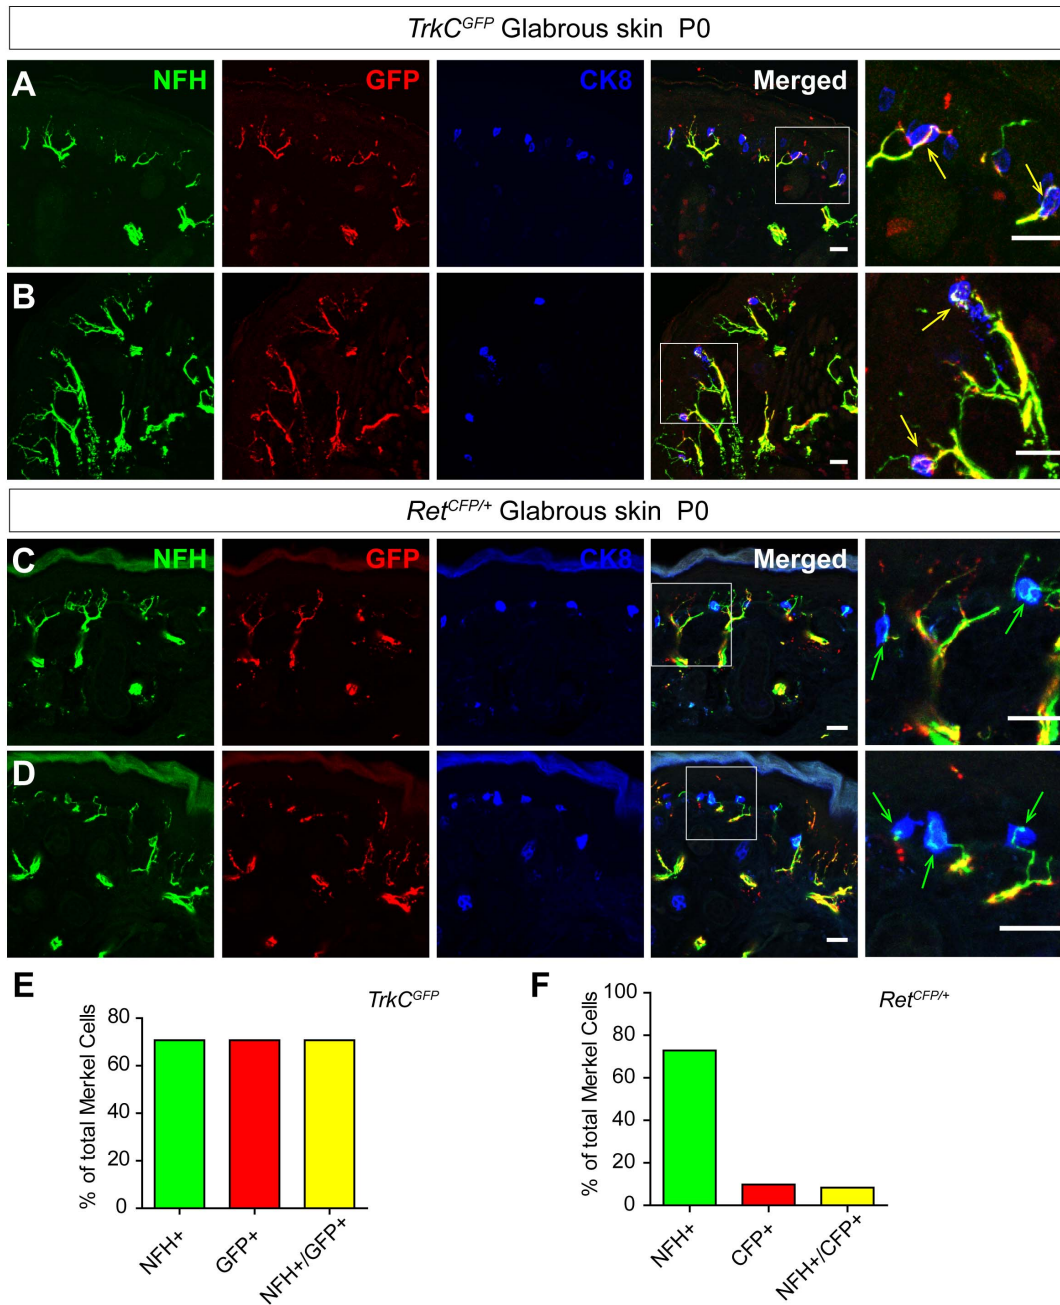 TrkCGFP Glabrous skin P0
A NFH GFP CK8 Merged
B
RetCFP/+ Glabrous skin P0
C NFH GFP CK8 Merged
D
E TrkCGFP
% of total Merkel Cells
80
60
40
20
0
NFH+ GFP+ NFH+/GFP+
F RetCFP/+
% of total Merkel Cells
100
80
60
40
20
0
NFH+ CFP+ NFH+/CFP+